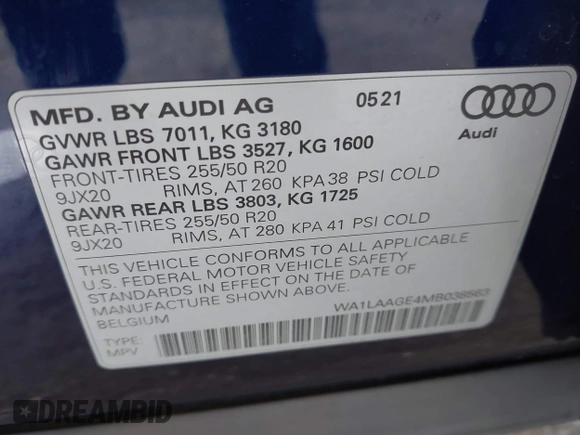 MFD. BY AUDI AG 0521
GVWR LBS 7011, KG 3180
GAWR FRONT LBS 3527, KG 1600
FRONT-TIRES 255/50 R20
9JX20 RIMS, AT 260 KPA 38 PSI COLD
GAWR REAR LBS 3803, KG 1725
REAR-TIRES 255/50 R20
9JX20 RIMS, AT 280 KPA 41 PSI COLD
Audi
THIS VEHICLE CONFORMS TO ALL APPLICABLE
U.S. FEDERAL MOTOR VEHICLE SAFETY
STANDARDS IN EFFECT ON THE DATE OF
MANUFACTURE SHOWN ABOVE.
BELGIUM
WA1LAAGE4MB038563
TYPE:
MPV
DREAMBID